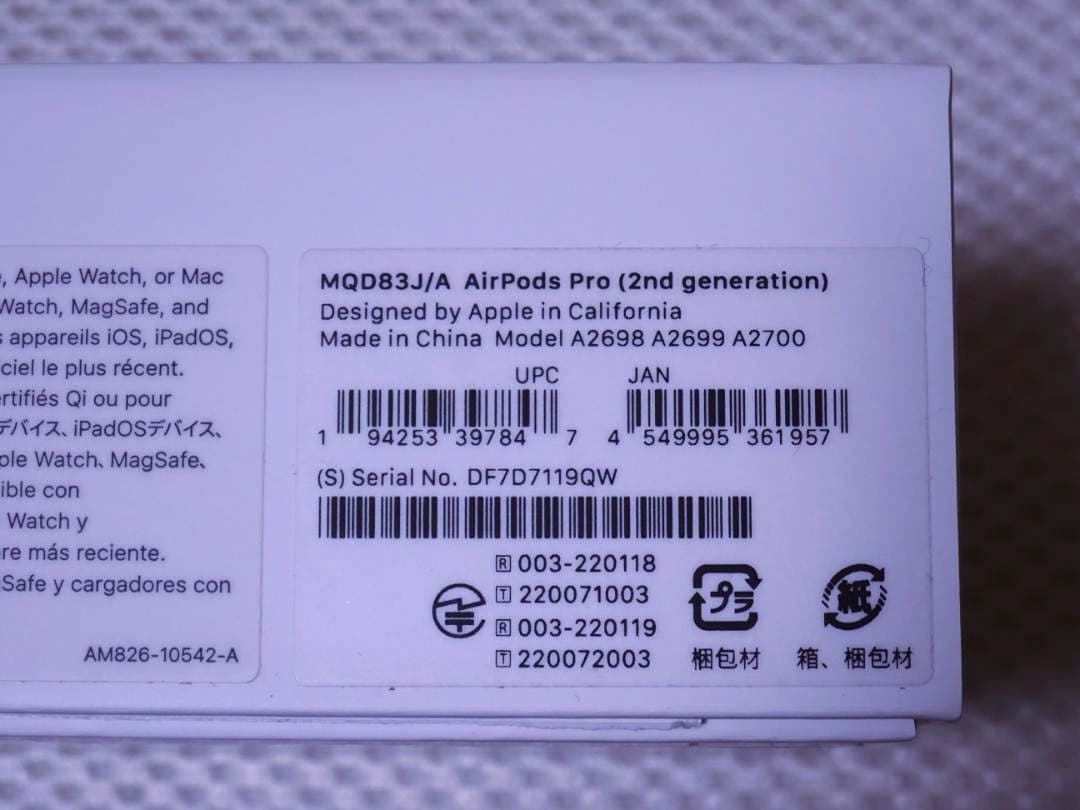 , Apple Watch, or Mac
Watch, MagSafe, and
s appareils iOS, iPadOS,
ciel le plus récent.
ertifiés Qi ou pour
デバイス、iPadOSデバイス、
ple Watch、MagSafe、
ible con
Watch y
re más reciente.
gSafe y cargadores con
AM826-10542-A
MQD83J/A AirPods Pro (2nd generation)
Designed by Apple in California
Made in China Model A2698 A2699 A2700
UPC JAN
1 94253 39784 7 4 549995 361957
(S) Serial No. DF7D7119QW
R 003-220118
T 220071003
R 003-220119
T 220072003
プラ
紙
梱包材
箱、梱包材